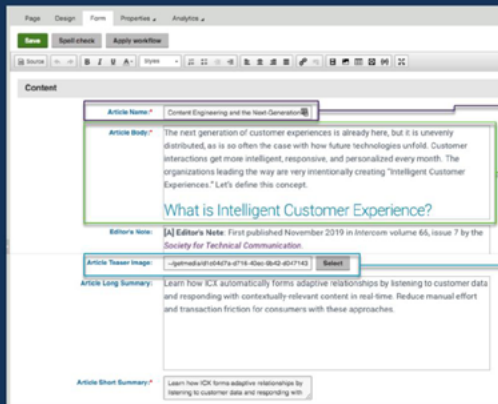 Page Design Form Properties Analytics
Save Spell check Apply workflow
Source B I U A Styles
Content
Article Name:* Content Engineering and the Next Generation
Article Body:* The next generation of customer experiences is already here, but it is unevenly
distributed, as is so often the case with how future technologies unfold. Customer
interactions get more intelligent, responsive, and personalized every month. The
organizations leading the way are very intentionally creating "Intelligent Customer
Experiences." Let's define this concept.
What is Intelligent Customer Experience?
Editor's Note: [A] Editor's Note: First published November 2019 in Intercom volume 66, issue 7 by the
Society for Technical Communication.
Article Teaser Image: Select
Article Long Summary: Learn how ICX automatically forms adaptive relationships by listening to customer data
and responding with contextually-relevant content in real-time. Reduce manual effort
and transaction friction for consumers with these approaches.
Article Short Summary:* Learn how ICX forms adaptive relationships by
listening to customer data and responding with